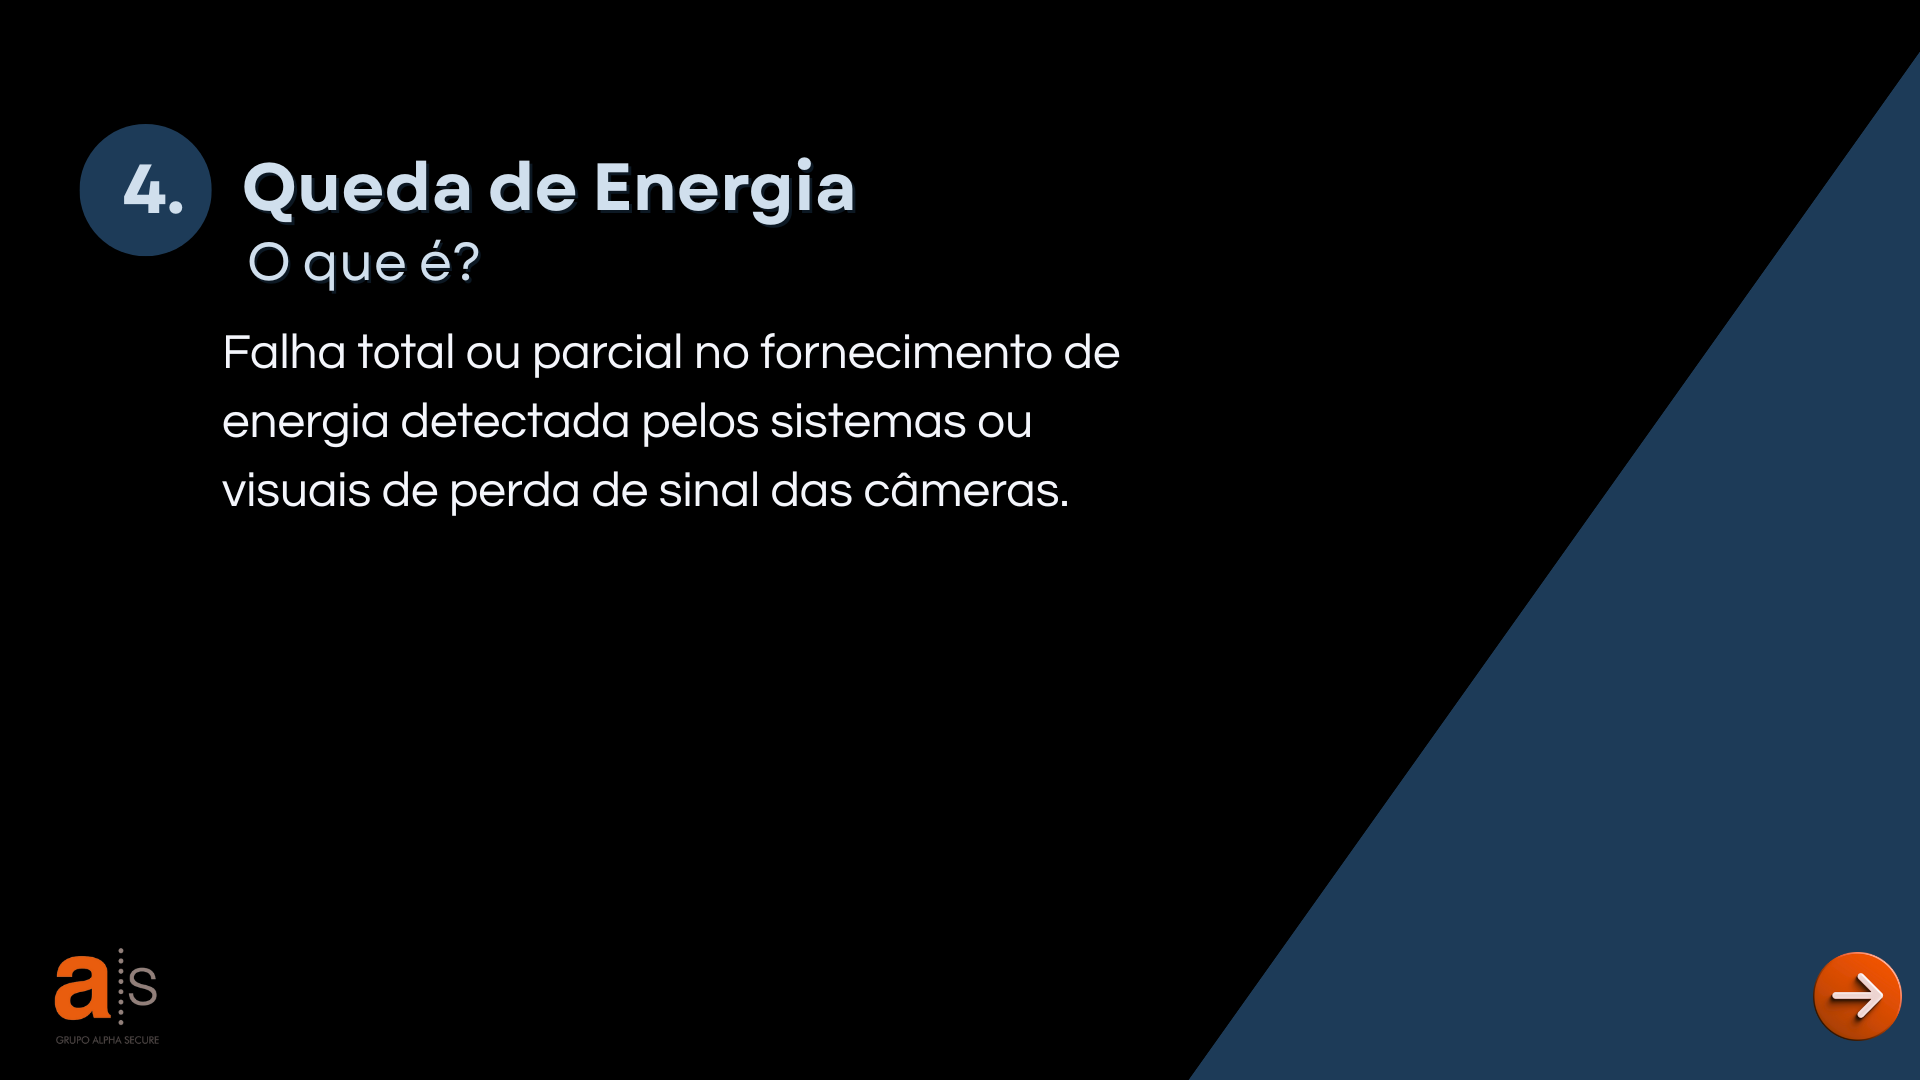 4.
Queda de Energia
O que é?
Falha total ou parcial no fornecimento de
energia detectada pelos sistemas ou
visuais de perda de sinal das câmeras.
a s
GRUPO ALPHA SECURE